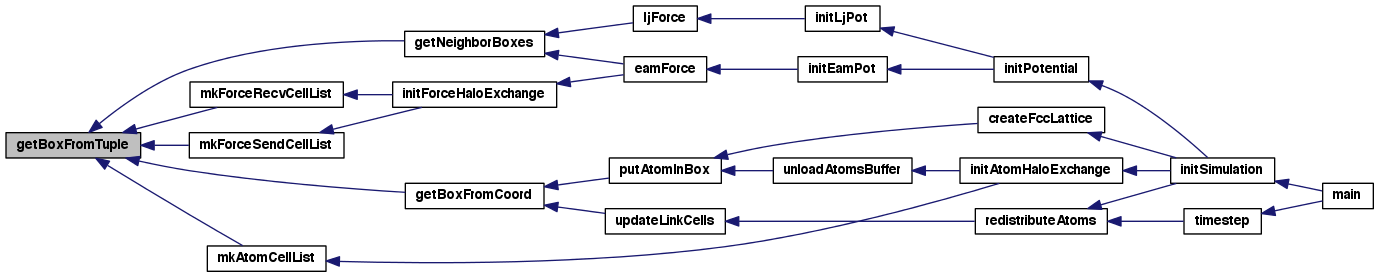 getBoxFromTuple
getNeighborBoxes
mkForceRecvCellList
mkForceSendCellList
getBoxFromCoord
mkAtomCellList
ljForce
eamForce
initForceHaloExchange
putAtomInBox
updateLinkCells
initLjPot
initEamPot
unloadAtomsBuffer
initPotential
createFccLattice
initAtomHaloExchange
redistributeAtoms
initSimulation
timestep
main